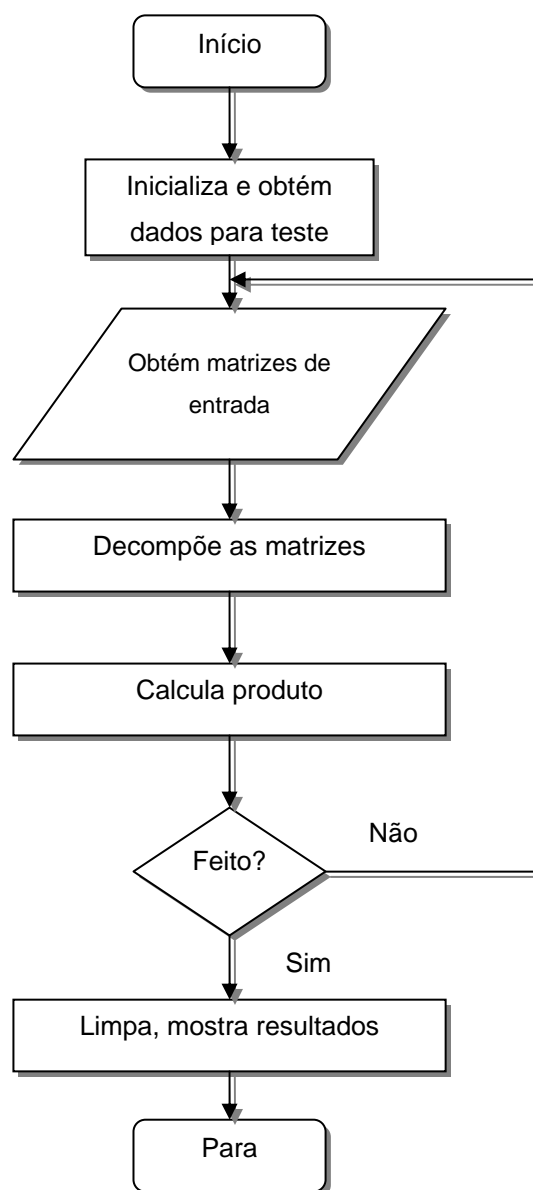 Início
Inicializa e obtém
dados para teste
Obtém matrizes de
entrada
Decompõe as matrizes
Calcula produto
Feito?
Não
Sim
Limpa, mostra resultados
Para